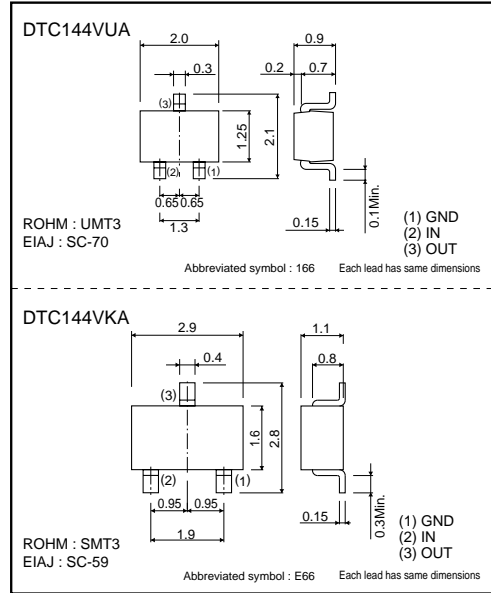 DTC144VUA
2.0
0.3
(3)
1.25
2.1
(2)
(1)
0.65
0.65
1.3
0.9
0.2
0.7
0.15
0.1Min.
ROHM : UMT3
EIAJ : SC-70
(1) GND
(2) IN
(3) OUT
Abbreviated symbol : 166
Each lead has same dimensions
DTC144VKA
2.9
0.4
(3)
1.6
2.8
(2)
(1)
0.95
0.95
1.9
1.1
0.8
0.15
0.3Min.
ROHM : SMT3
EIAJ : SC-59
(1) GND
(2) IN
(3) OUT
Abbreviated symbol : E66
Each lead has same dimensions